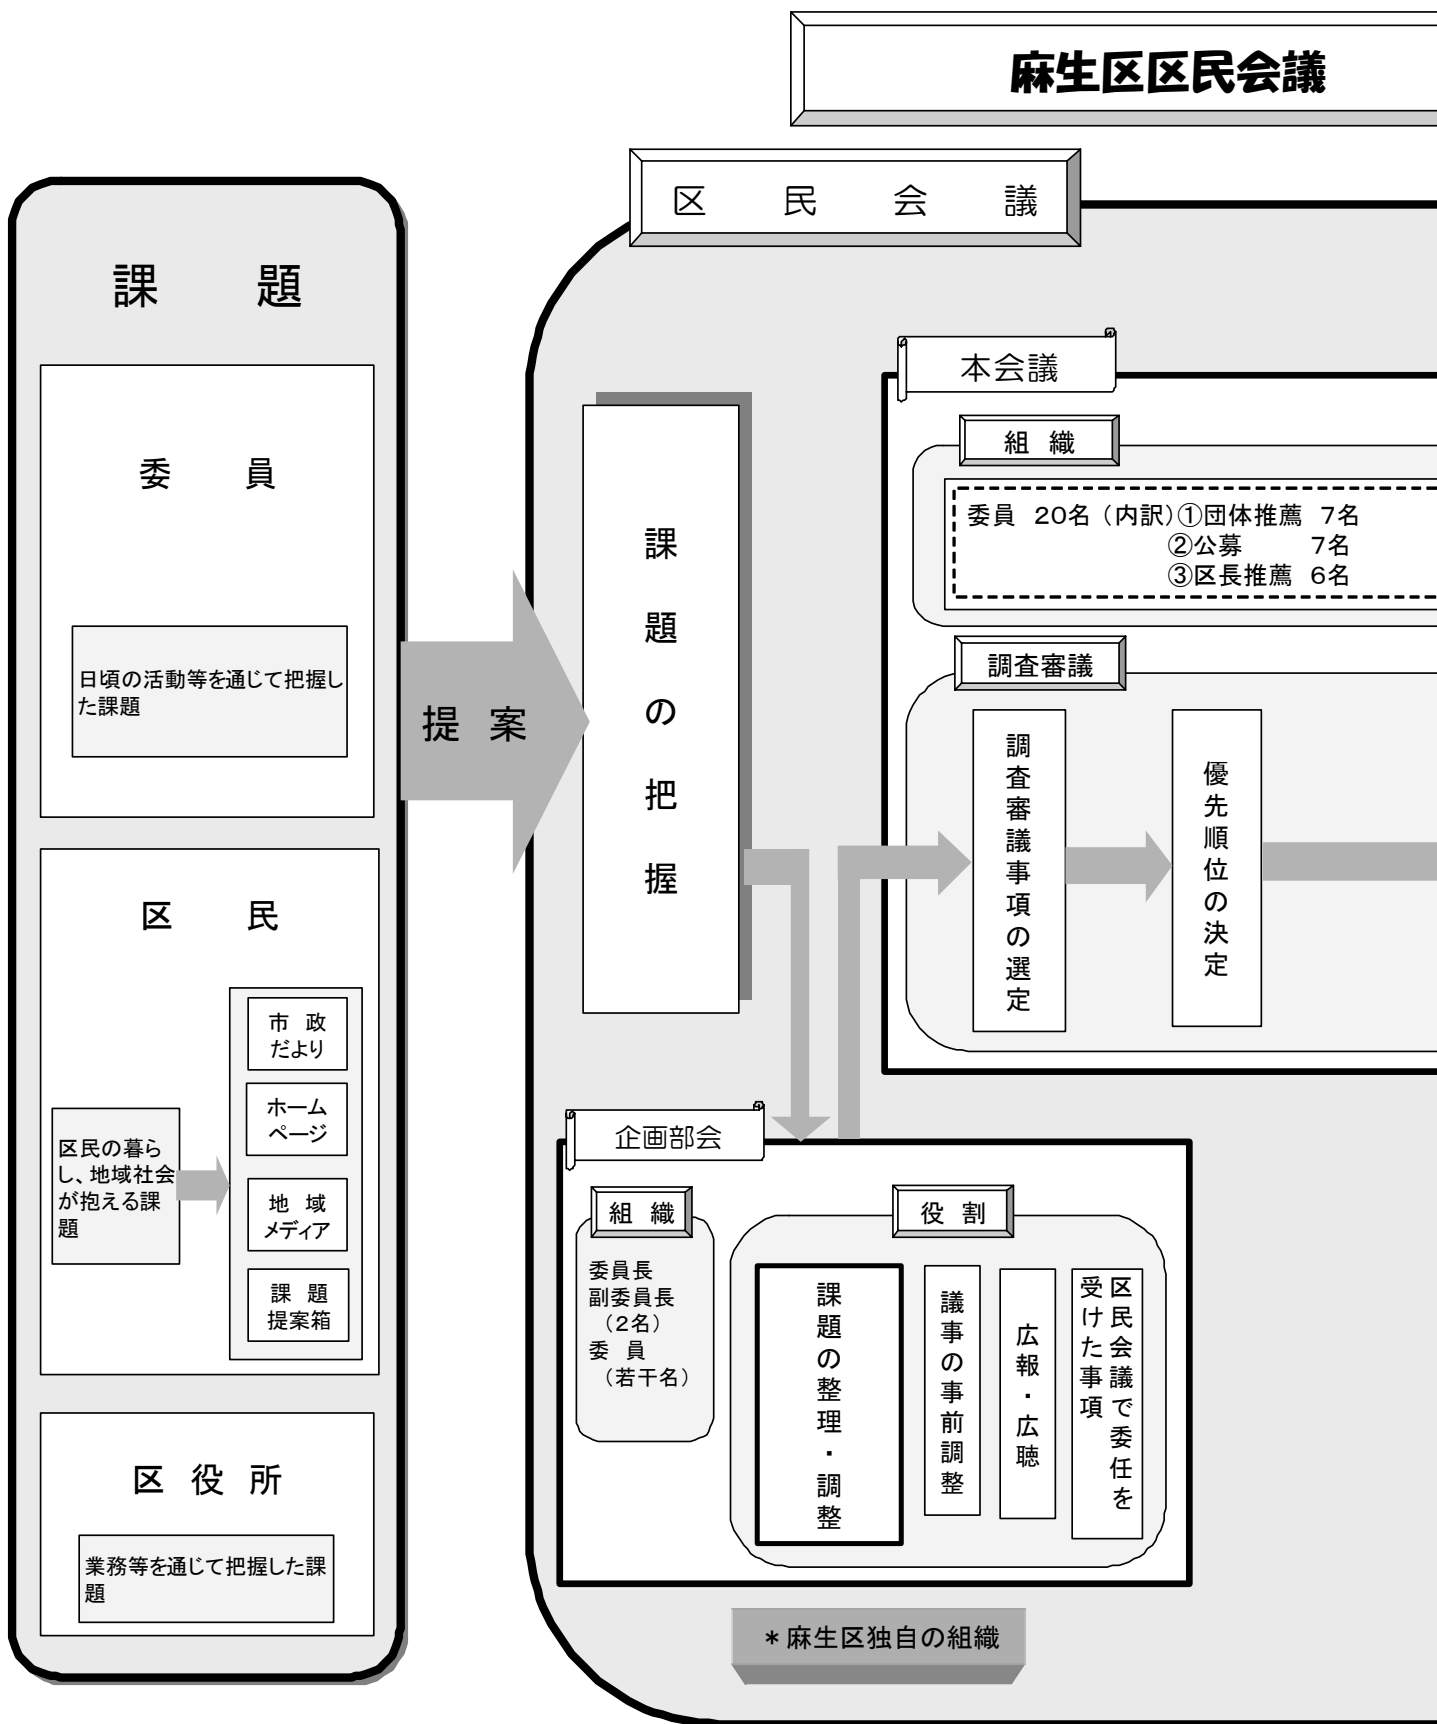 麻生区区民会議
区 民 会 議
課 題
委 員
日頃の活動等を通じて把握し
た課題
区 民
区民の暮ら
し、地域社会
が抱える課
題
市 政
だより
ホーム
ページ
地 域
メディア
課 題
提案箱
区 役 所
業務等を通じて把握した課
題
提 案
課題の把握
本会議
組 織
委員 20名（内訳）①団体推薦 7名
②公募 7名
③区長推薦 6名
調査審議
調査審議事項の選定
優先順位の決定
企画部会
組 織
委員長
副委員長
（2名）
委 員
（若干名）
役 割
課題の整理・調整
議事の事前調整
広報・広聴
区民会議で委任を
受けた事項
＊麻生区独自の組織